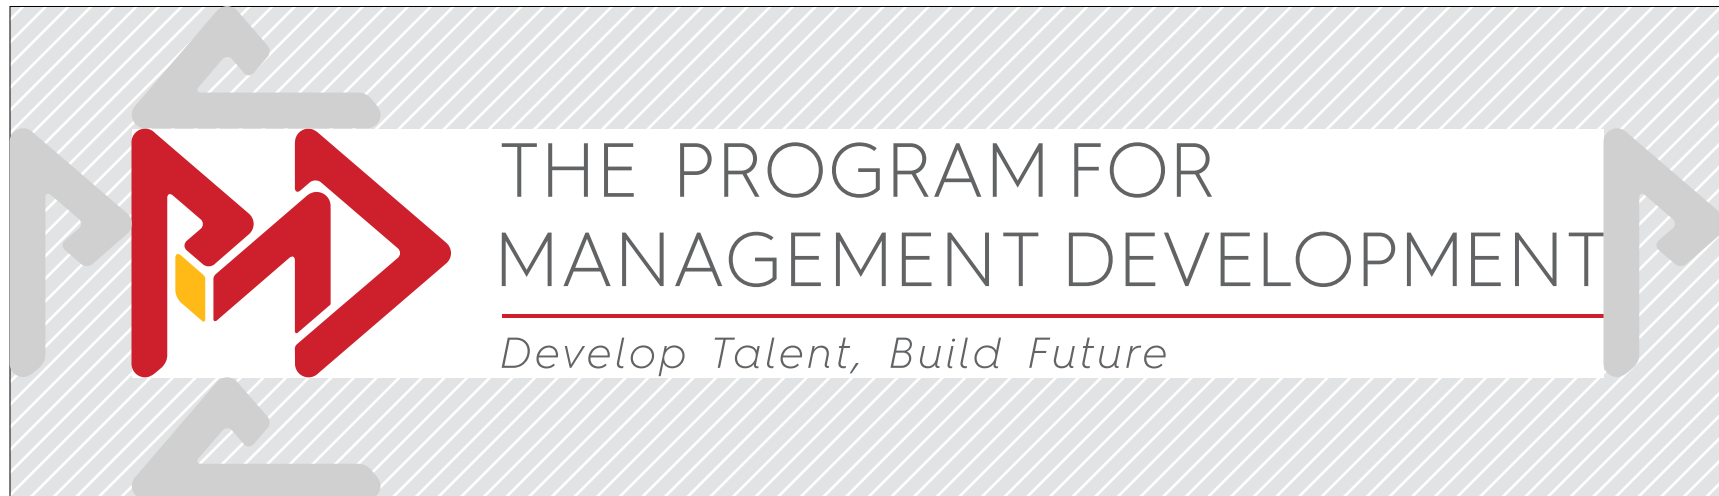 THE PROGRAM FOR
MANAGEMENT DEVELOPMENT
Develop Talent, Build Future